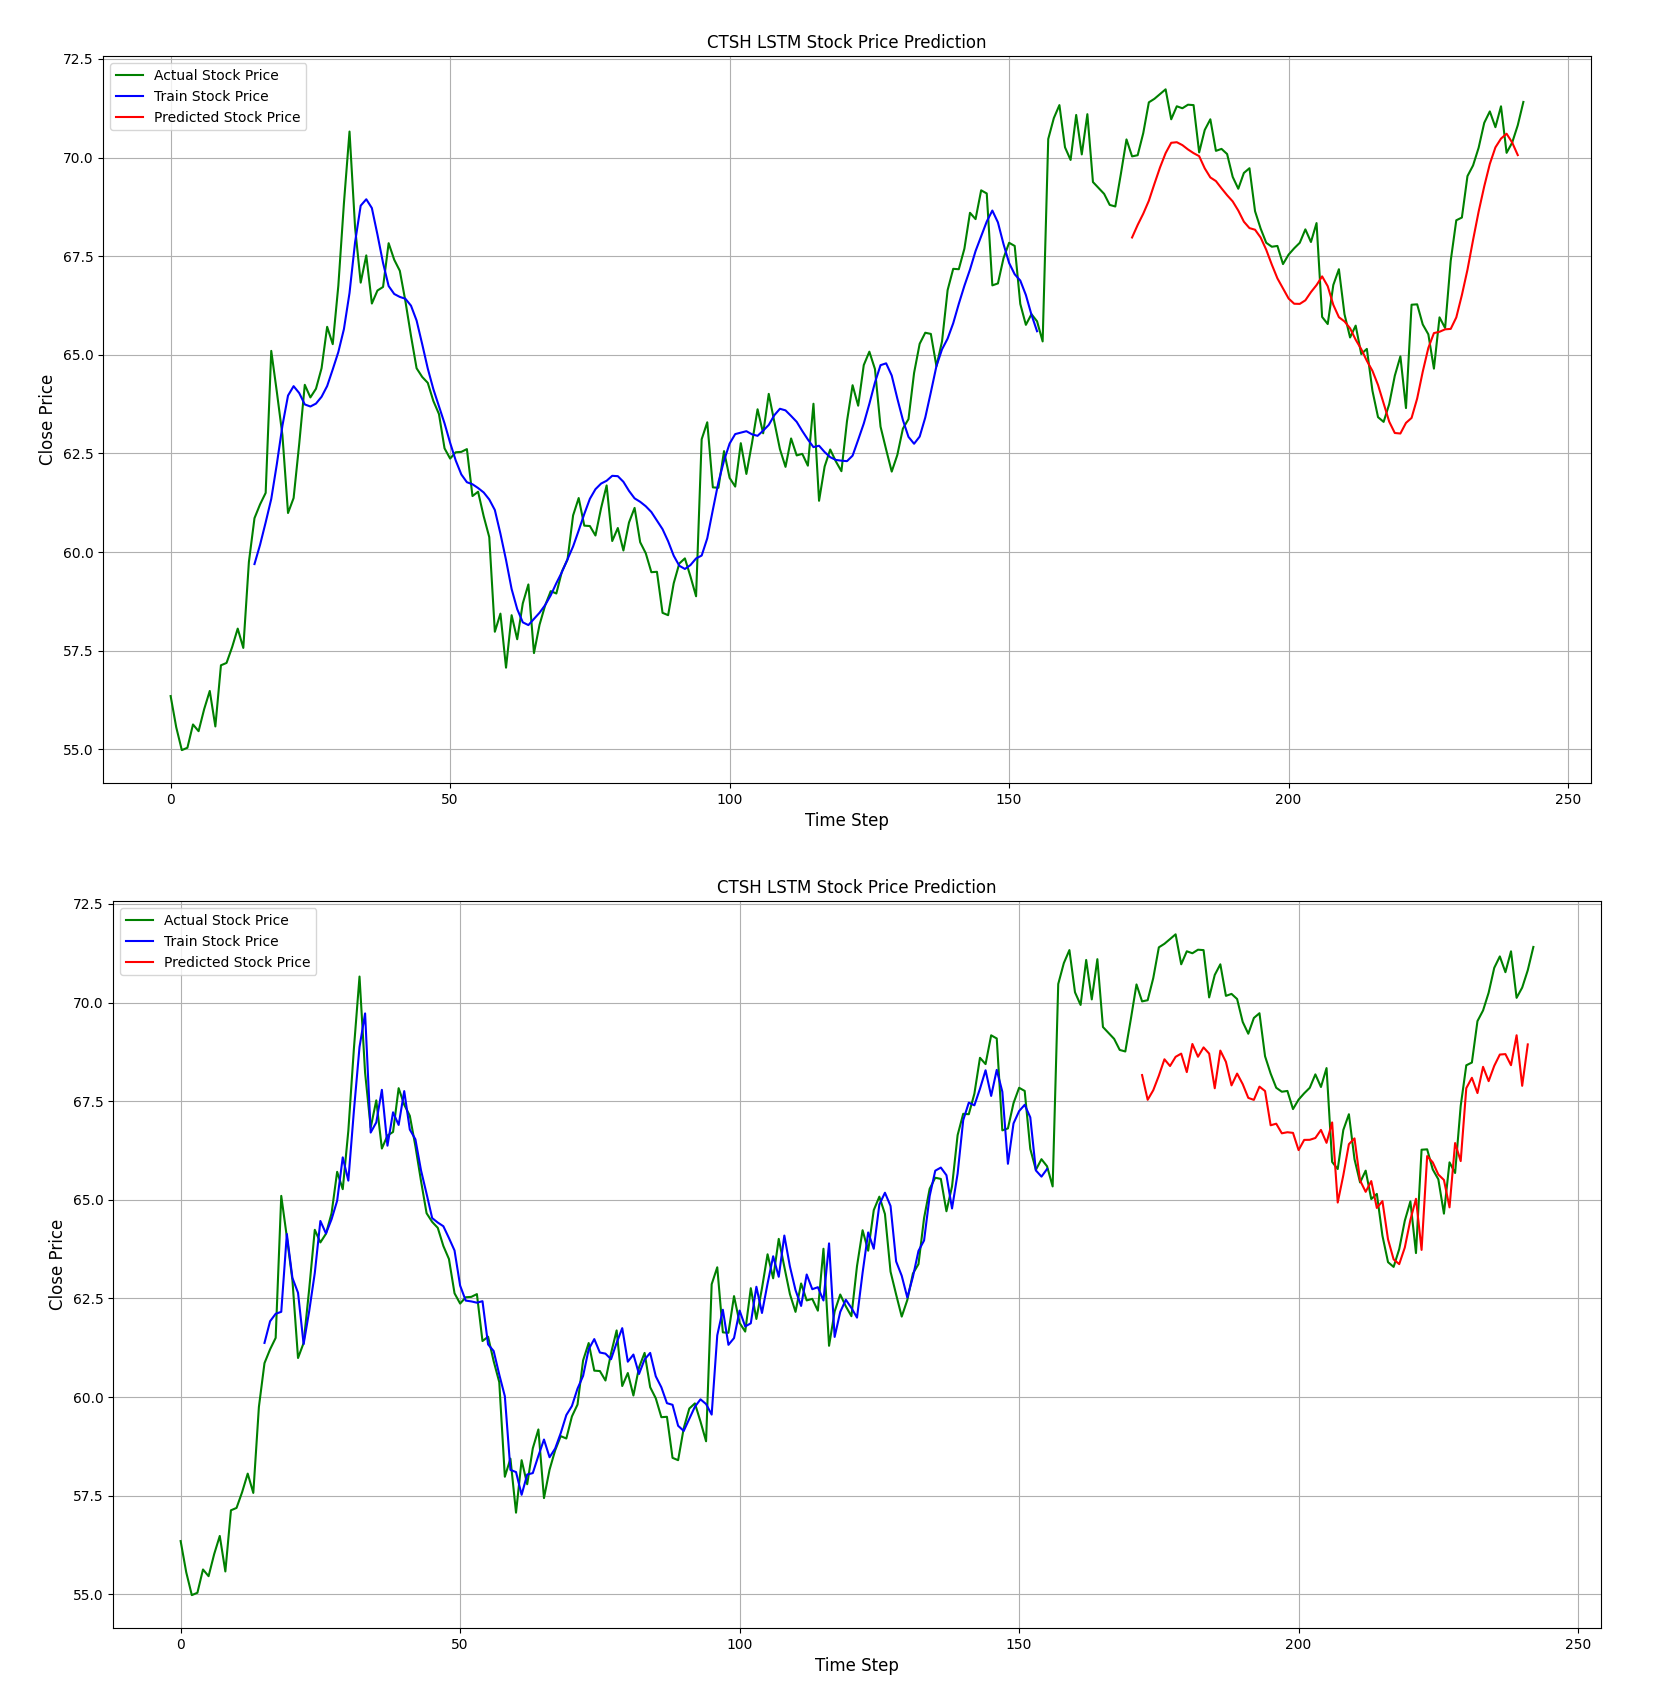 CTSH LSTM Stock Price Prediction
72.5
70.0
67.5
65.0
62.5
60.0
57.5
55.0
Close Price
Actual Stock Price
Train Stock Price
Predicted Stock Price
0
50
100
150
200
250
Time Step
CTSH LSTM Stock Price Prediction
72.5
70.0
67.5
65.0
62.5
60.0
57.5
55.0
Close Price
Actual Stock Price
Train Stock Price
Predicted Stock Price
0
50
100
150
200
250
Time Step